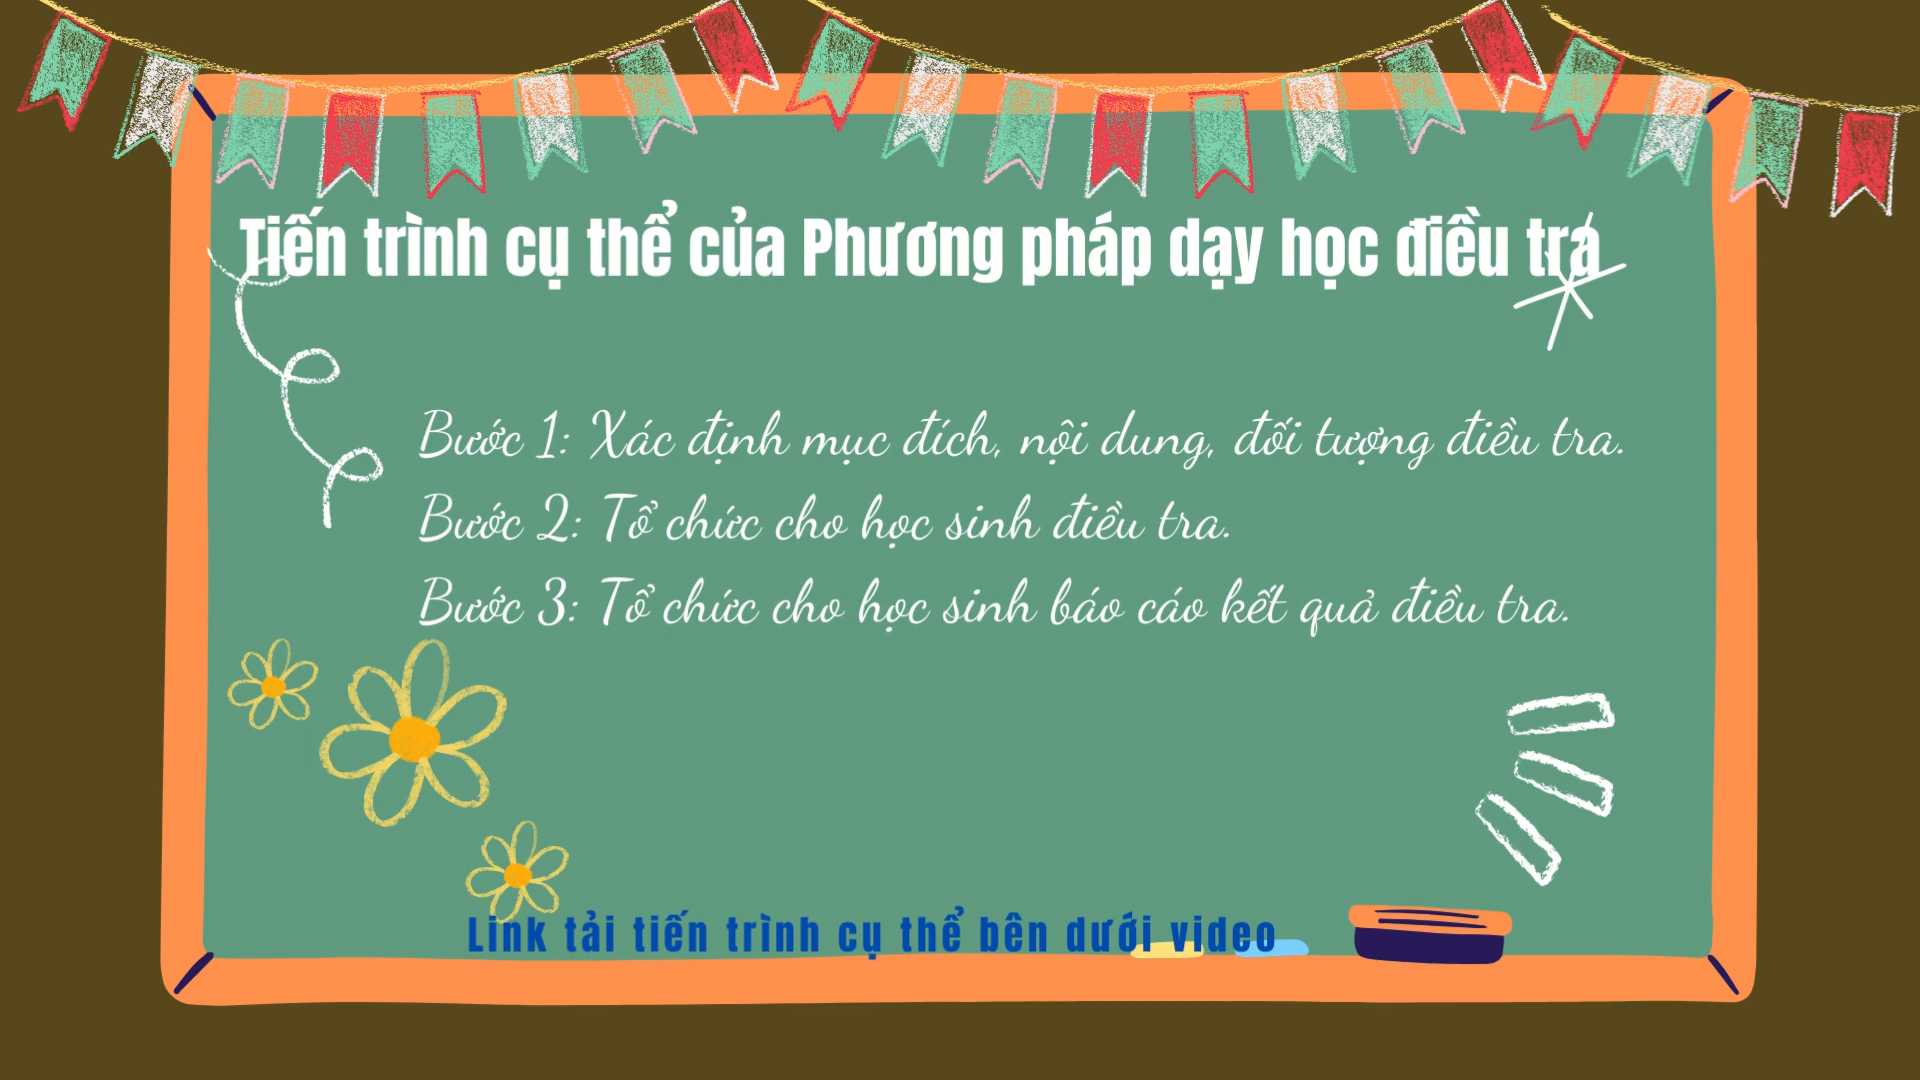 Tiến trình cụ thể của Phương pháp dạy học điều tra
Bước 1: Xác định mục đích, nội dung, đối tượng điều tra.
Bước 2: Tổ chức cho học sinh điều tra.
Bước 3: Tổ chức cho học sinh báo cáo kết quả điều tra.
Link tải tiến trình cụ thể bên dưới video